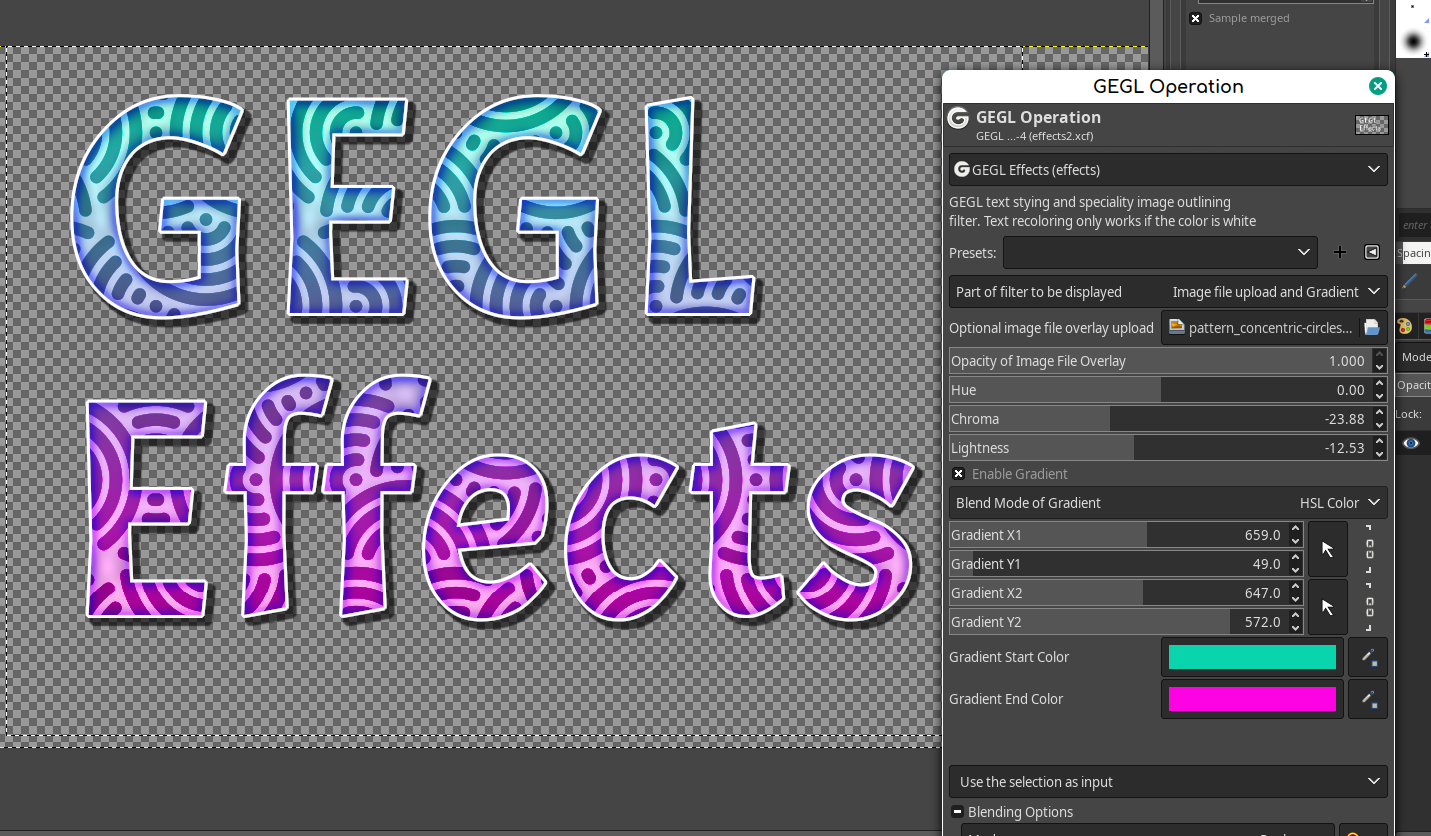 Sample merged
GEGL
Effects
GEGL Operation
GEGL Operation
GEGL ...-4 (effects2.xcf)
GEGL Effects (effects)
GEGL text stying and speciality image outlining
filter. Text recoloring only works if the color is white
Presets:
Part of filter to be displayed Image file upload and Gradient
Optional image file overlay upload pattern_concentric-circles...
Opacity of Image File Overlay 1.000
Hue 0.00
Chroma -23.88
Lightness -12.53
Enable Gradient
Blend Mode of Gradient HSL Color
Gradient X1 659.0
Gradient Y1 49.0
Gradient X2 647.0
Gradient Y2 572.0
Gradient Start Color
Gradient End Color
Use the selection as input
Blending Options
enter
Spacin
Mode
Opacit
Lock: